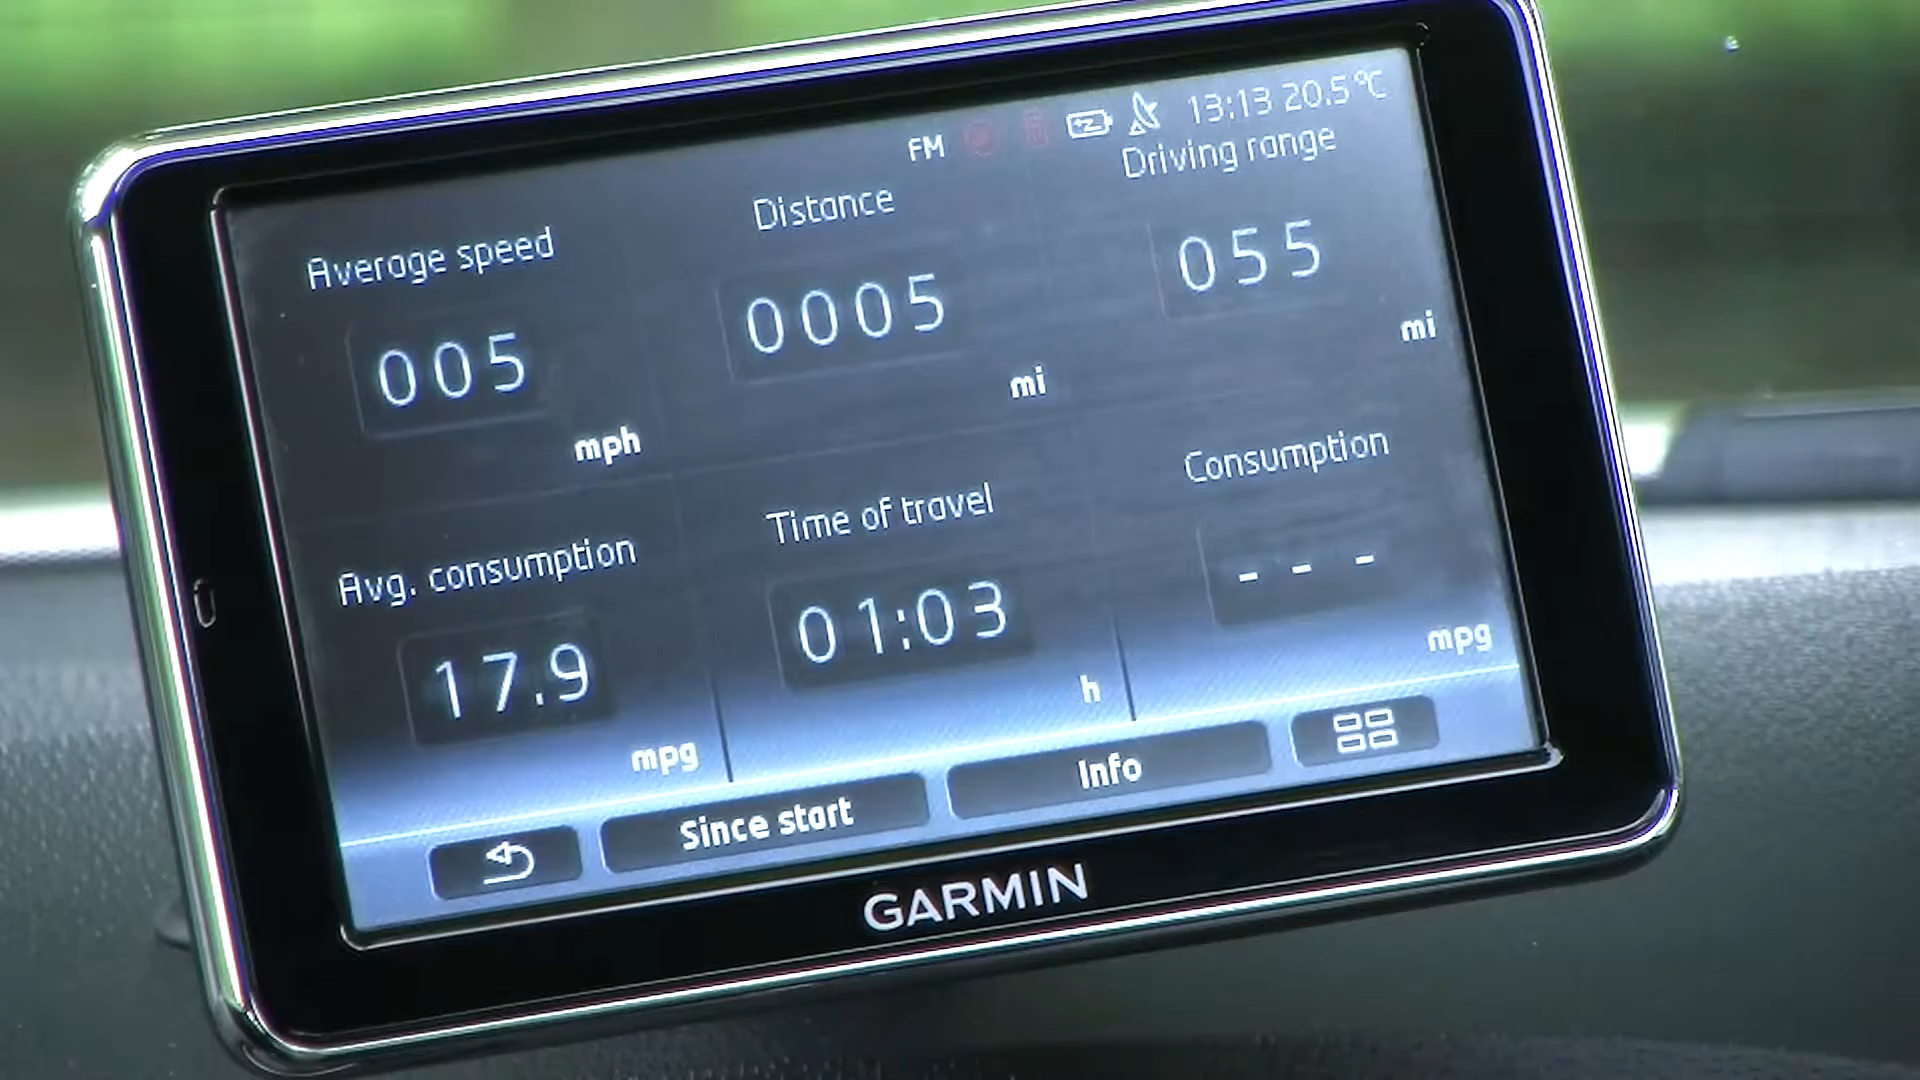 FM 13:13 20.5°C
Average speed
005
mph
Distance
0005
mi
Driving range
055
mi
Avg. consumption
17.9
mpg
Time of travel
01:03
h
Consumption
- - -
mpg
Since start
Info
GARMIN